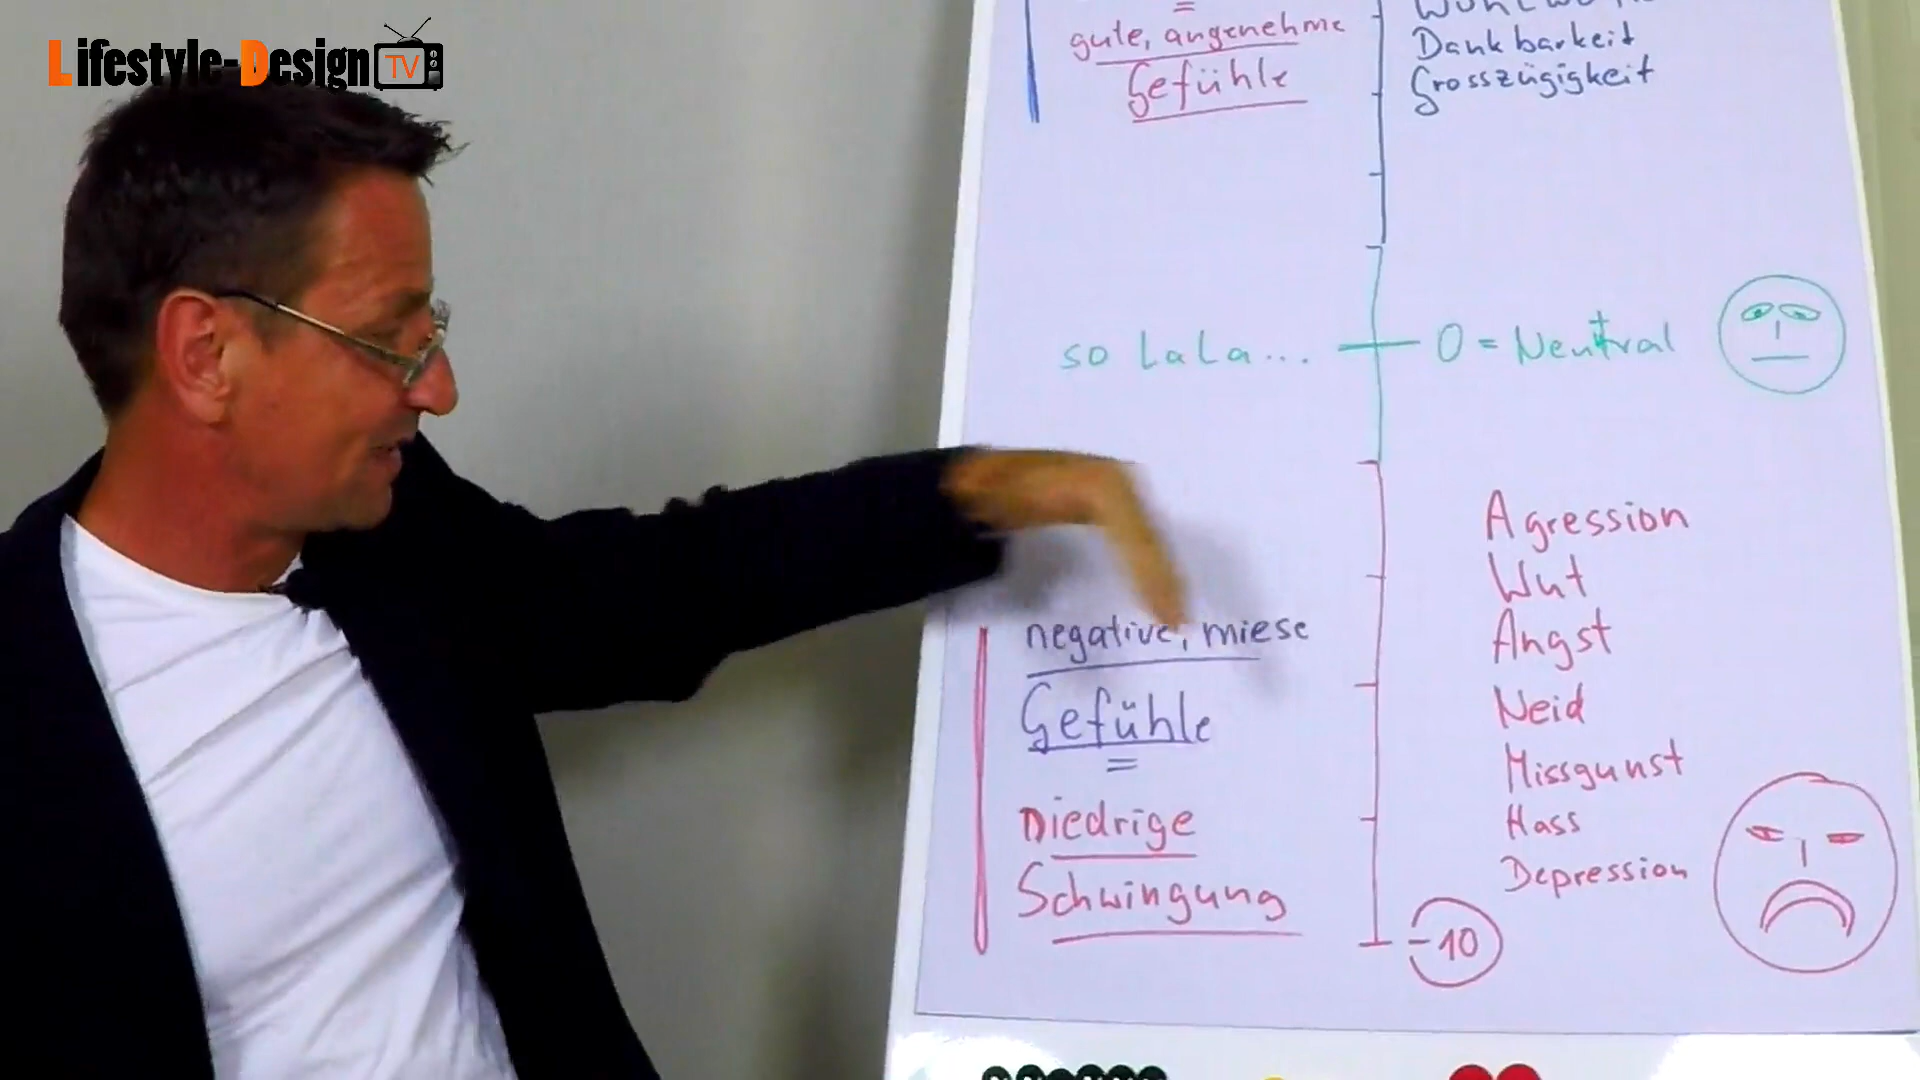 Lifestyle-Design TV
=
gute, angenehme
Gefühle
Dankbarkeit
Grosszügigkeit
so LaLa... 0 = Neutral
Agression
Wut
Angst
Neid
Missgunst
Hass
Depression
negative, miese
Gefühle
=
Niedrige
Schwingung
-10